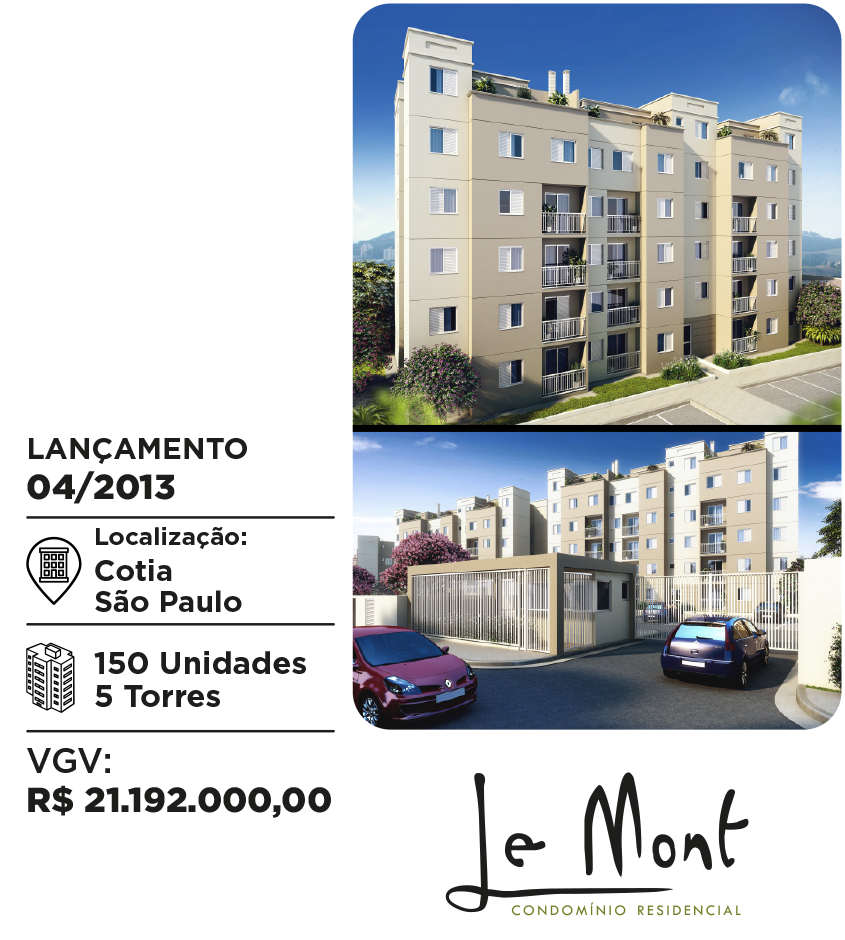 LANÇAMENTO
04/2013
Localização:
Cotia
São Paulo
150 Unidades
5 Torres
VGV:
R$ 21.192.000,00
Le Mont
CONDOMÍNIO RESIDENCIAL